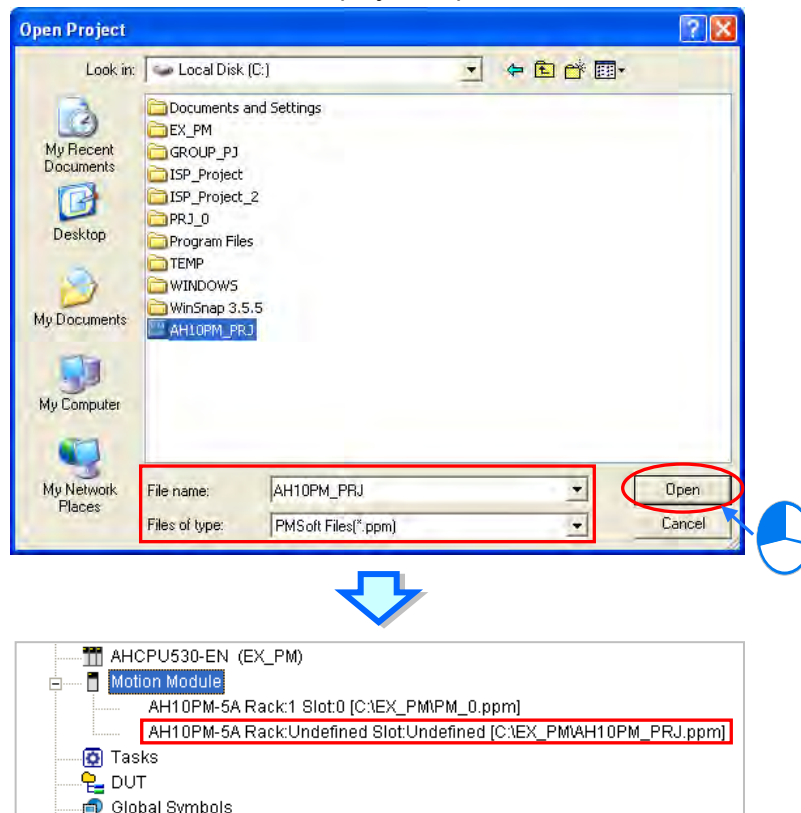 Open Project
Look in: Local Disk (C:)
My Recent Documents
Desktop
My Documents
My Computer
My Network Places
Documents and Settings
EX_PM
GROUP_PJ
ISP_Project
ISP_Project_2
PRJ_0
Program Files
TEMP
WINDOWS
WinSnap 3.5.5
AH10PM_PRJ
File name: AH10PM_PRJ Open
Files of type: PMSoft Files(*.ppm) Cancel
AHCPU530-EN (EX_PM)
Motion Module
AH10PM-5A Rack:1 Slot:0 [C:\EX_PM\PM_0.ppm]
AH10PM-5A Rack:Undefined Slot:Undefined [C:\EX_PM\AH10PM_PRJ.ppm]
Tasks
DUT
Global Symbols